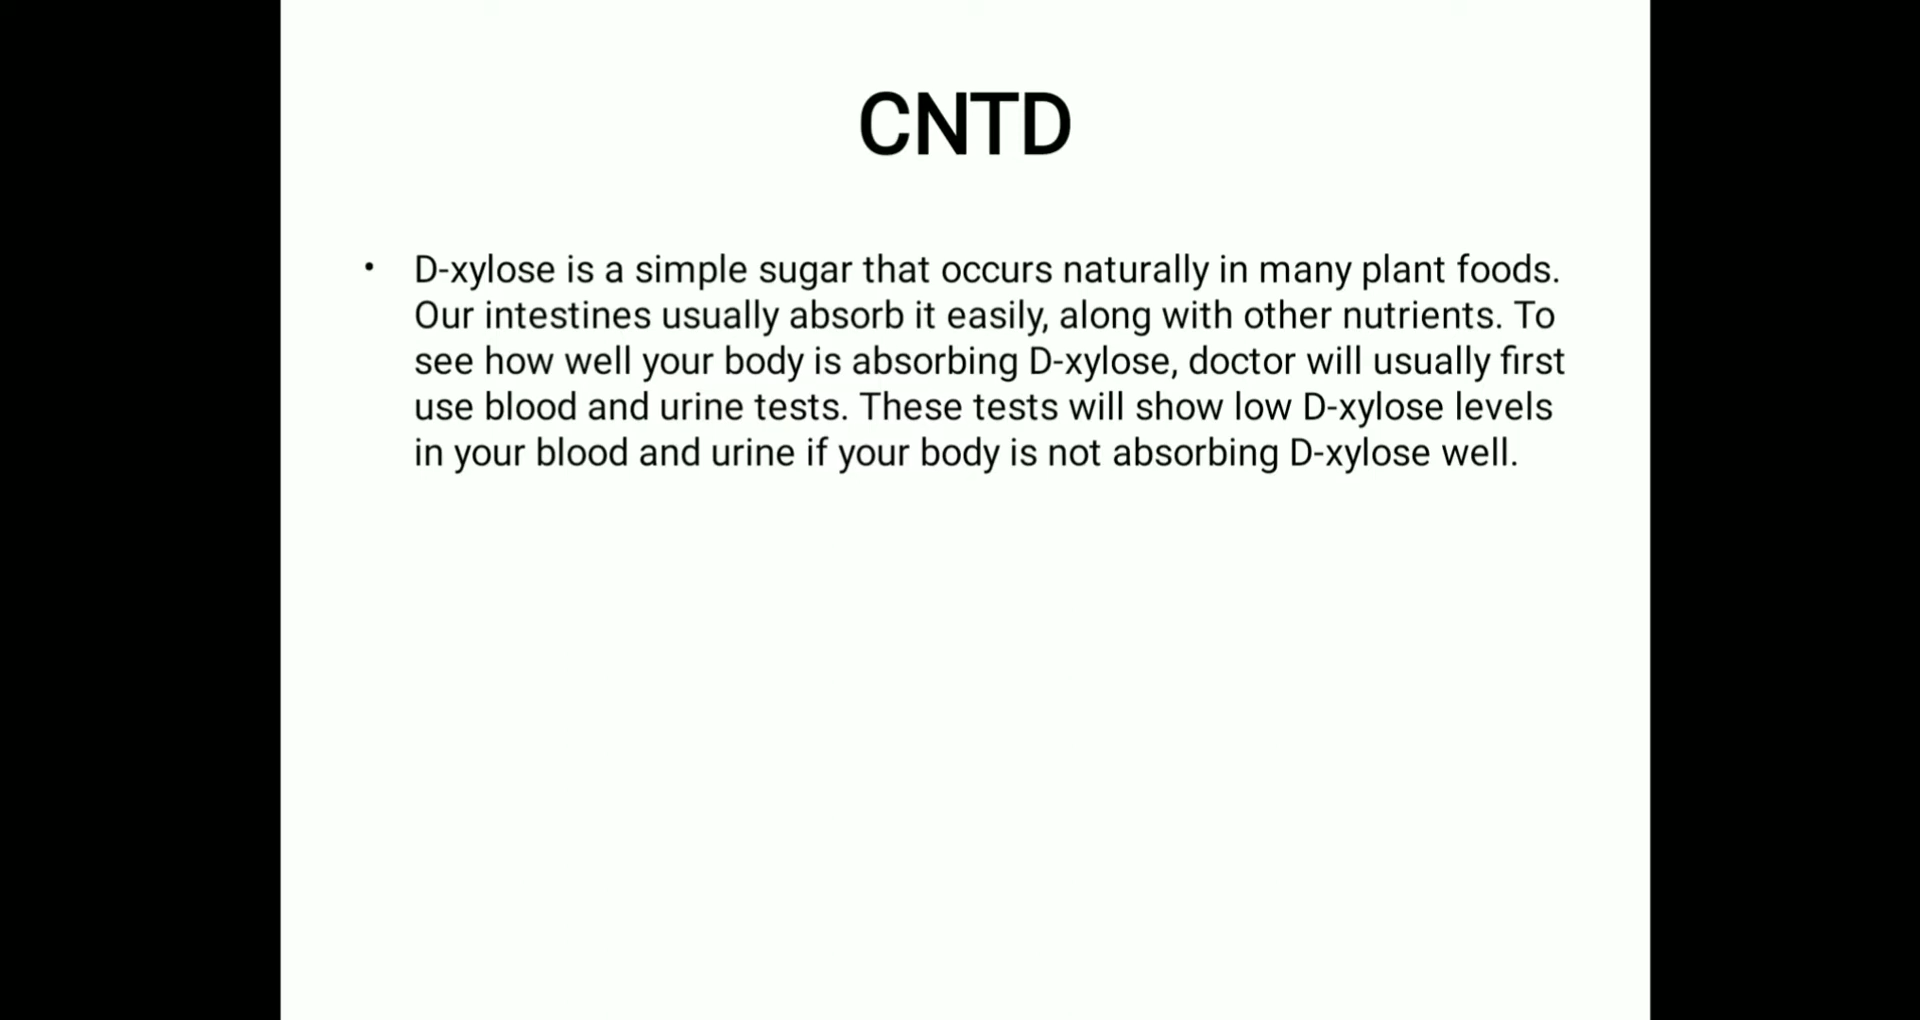 CNTD
• D-xylose is a simple sugar that occurs naturally in many plant foods.
Our intestines usually absorb it easily, along with other nutrients. To
see how well your body is absorbing D-xylose, doctor will usually first
use blood and urine tests. These tests will show low D-xylose levels
in your blood and urine if your body is not absorbing D-xylose well.